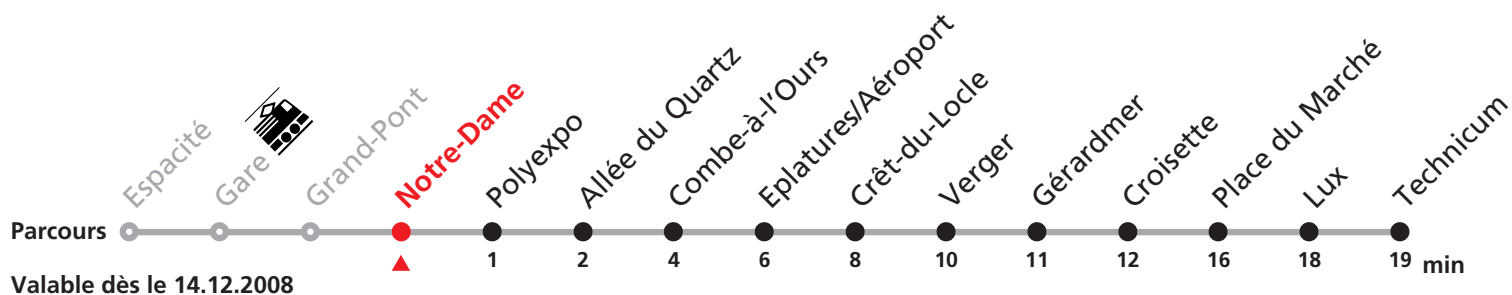 Espacité
Gare
Grand-Pont
Notre-Dame
Polyexpo
Allée du Quartz
Combe-à-l'Ours
Eplatures/Aéroport
Crêt-du-Locle
Verger
Gérardmer
Croisette
Place du Marché
Lux
Technicum
Parcours
1 2 4 6 8 10 11 12 16 18 19 min
Valable dès le 14.12.2008